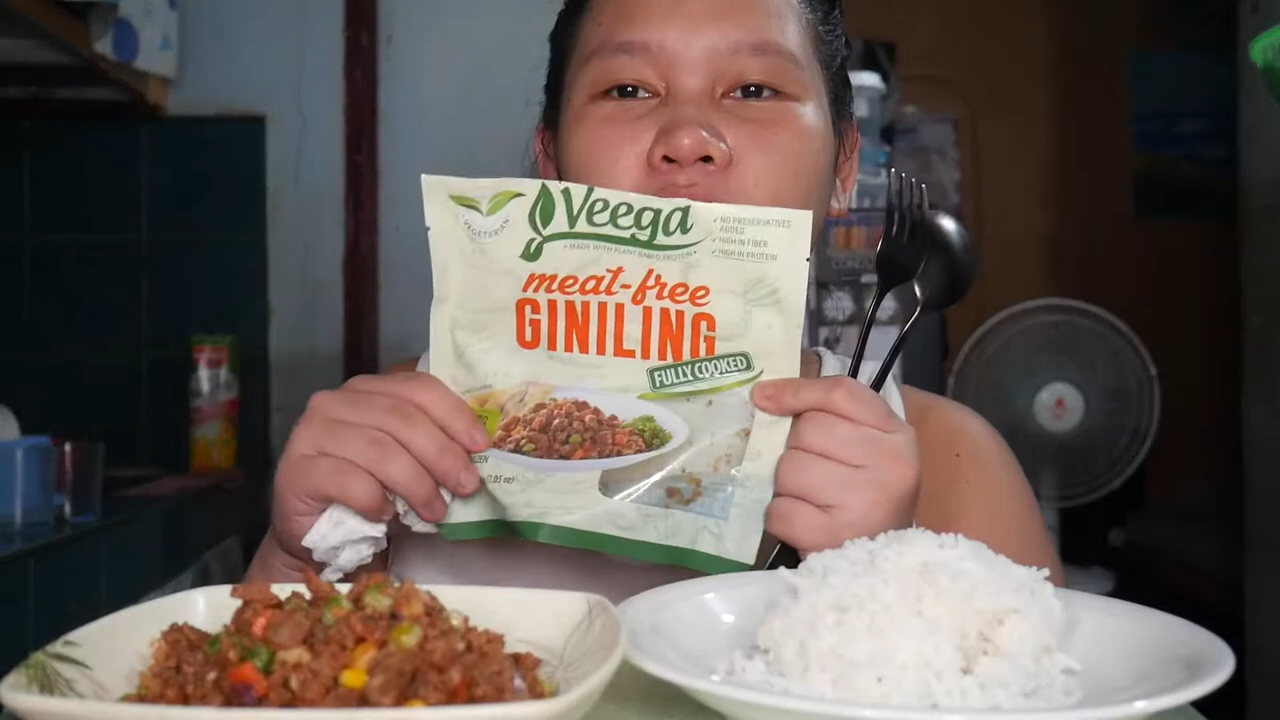 Veega
VEGETARIAN
MADE WITH PLANT BASED PROTEIN
✓ NO PRESERVATIVES
ADDED
✓ HIGH IN FIBER
✓ HIGH IN PROTEIN
meat-free
GINILING
FULLY COOKED